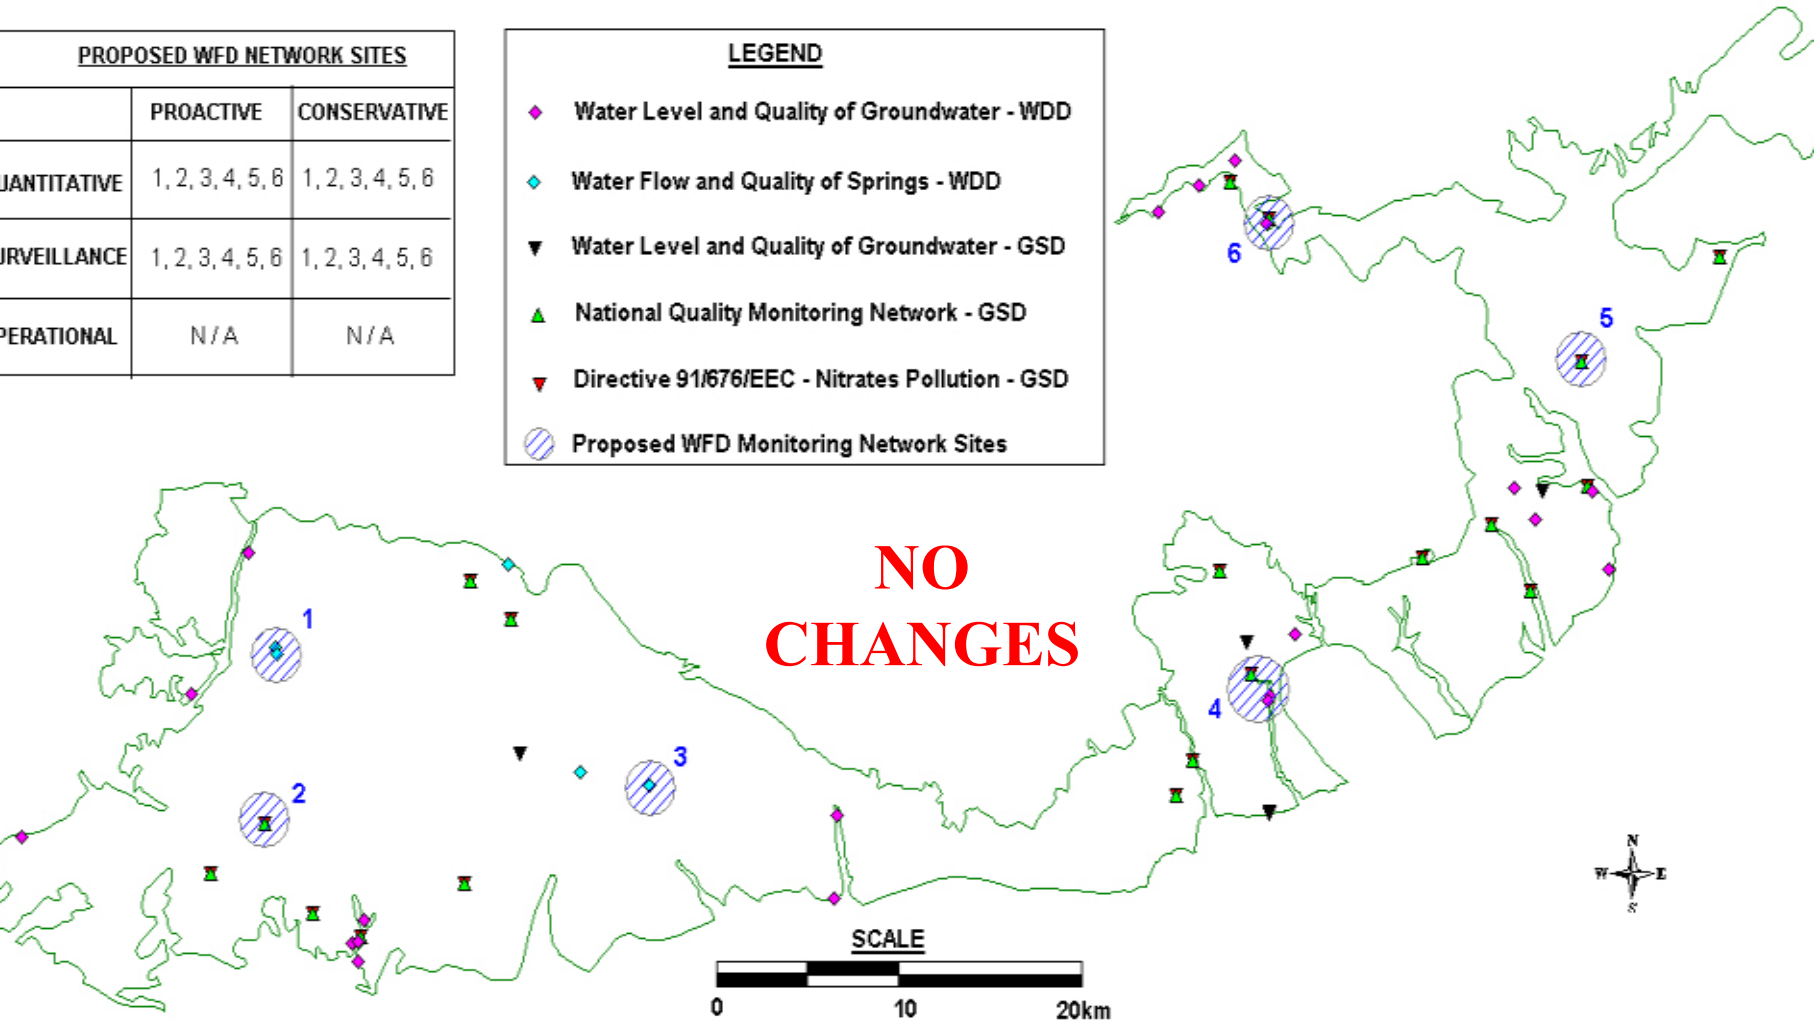 PROPOSED WFD NETWORK SITES
PROACTIVE CONSERVATIVE
UANTITATIVE 1, 2, 3, 4, 5, 6 1, 2, 3, 4, 5, 6
URVEILLANCE 1, 2, 3, 4, 5, 6 1, 2, 3, 4, 5, 6
PERATIONAL N / A N / A
LEGEND
Water Level and Quality of Groundwater - WDD
Water Flow and Quality of Springs - WDD
Water Level and Quality of Groundwater - GSD
National Quality Monitoring Network - GSD
Directive 91/676/EEC - Nitrates Pollution - GSD
Proposed WFD Monitoring Network Sites
6
5
NO
CHANGES
1
4
3
2
N
W E
S
SCALE
0 10 20km